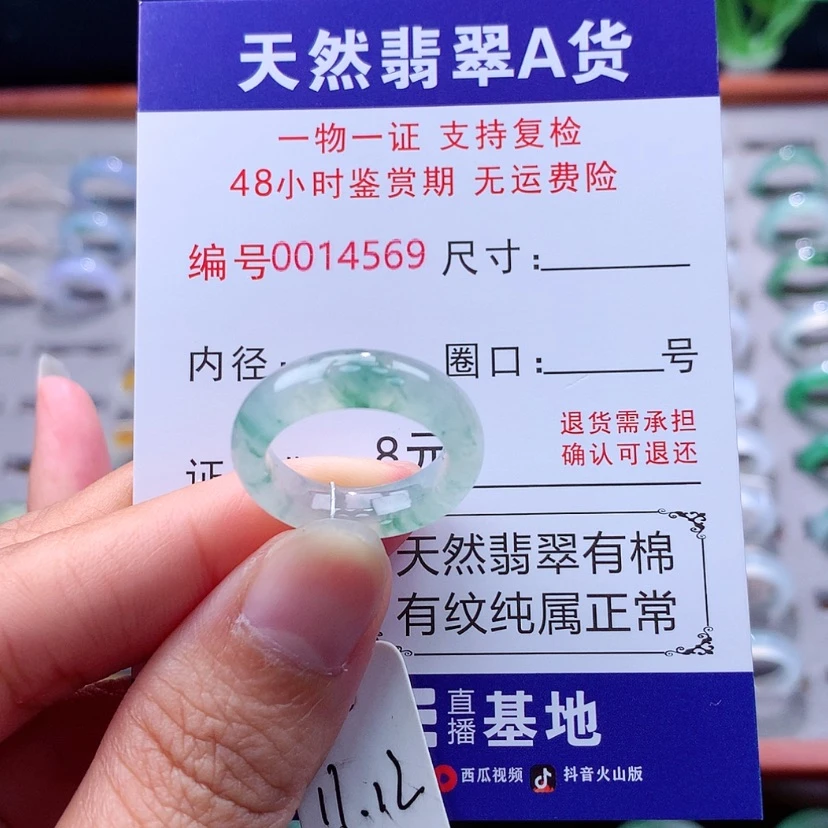 天然翡翠A货
一物一证 支持复检
48小时鉴赏期 无运费险
编号0014569 尺寸:
内径: 圈口: 号
退货需承担
证 8元 确认可退还
天然翡翠有棉
有纹纯属正常
直播 基地
西瓜视频 抖音火山版
11.12